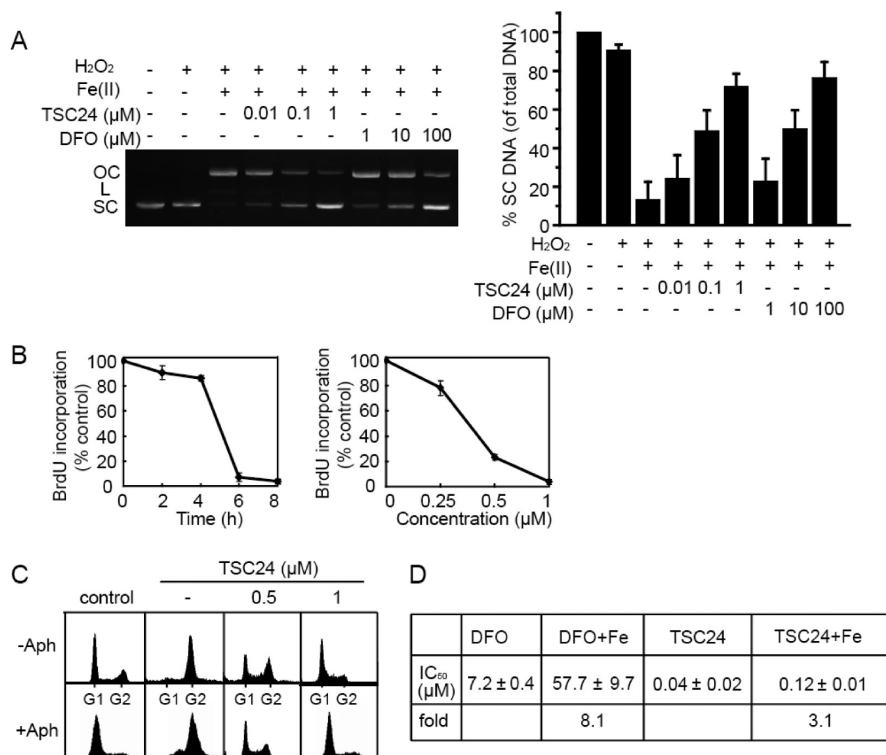 A
H₂O₂ - + + + + + + + +
Fe(II) - - + + + + + + +
TSC24 (µM) - - - 0.01 0.1 1 - - -
DFO (µM) - - - - - - 1 10 100
OC
L
SC
% SC DNA (of total DNA)
100
80
60
40
20
0
H₂O₂ - + + + + + + + +
Fe(II) - - + + + + + + +
TSC24 (µM) - - - 0.01 0.1 1 - - -
DFO (µM) - - - - - - 1 10 100
B
BrdU incorporation
(% control)
100
80
60
40
20
0
0 2 4 6 8
Time (h)
BrdU incorporation
(% control)
100
80
60
40
20
0
0 0.25 0.5 1
Concentration (µM)
C
TSC24 (µM)
control - 0.5 1
-Aph
G1 G2 G1 G2 G1 G2 G1 G2
+Aph
D
DFO DFO+Fe TSC24 TSC24+Fe
IC₅₀
(µM) 7.2 ± 0.4 57.7 ± 9.7 0.04 ± 0.02 0.12 ± 0.01
fold 8.1 3.1